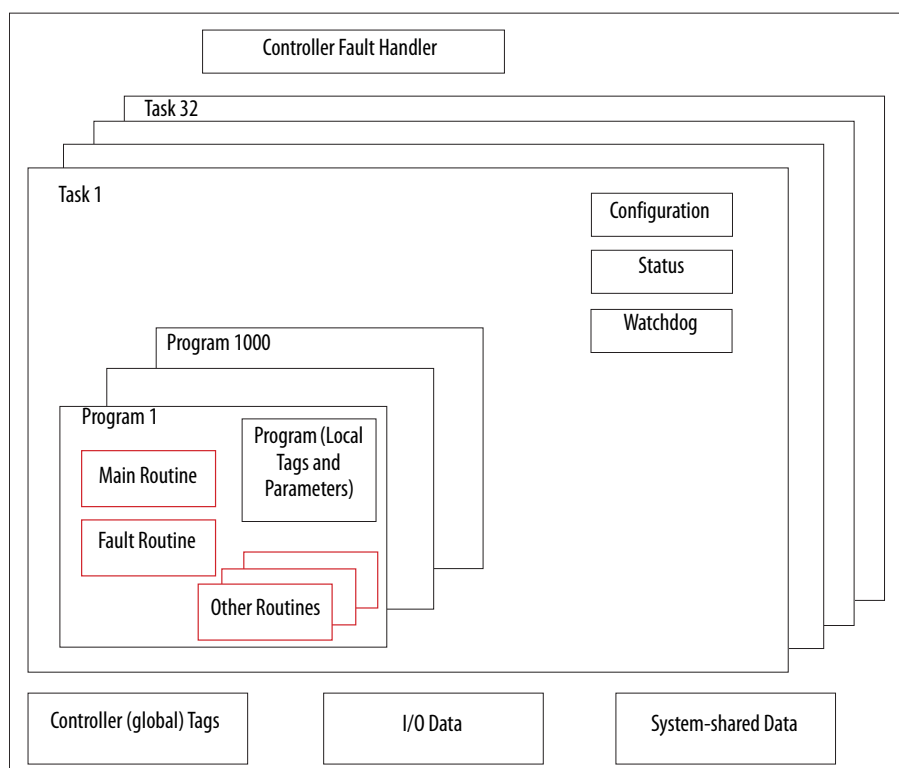 Controller Fault Handler
Task 32
Task 1
Configuration
Status
Watchdog
Program 1000
Program 1
Program (Local
Tags and
Parameters)
Main Routine
Fault Routine
Other Routines
Controller (global) Tags
I/O Data
System-shared Data